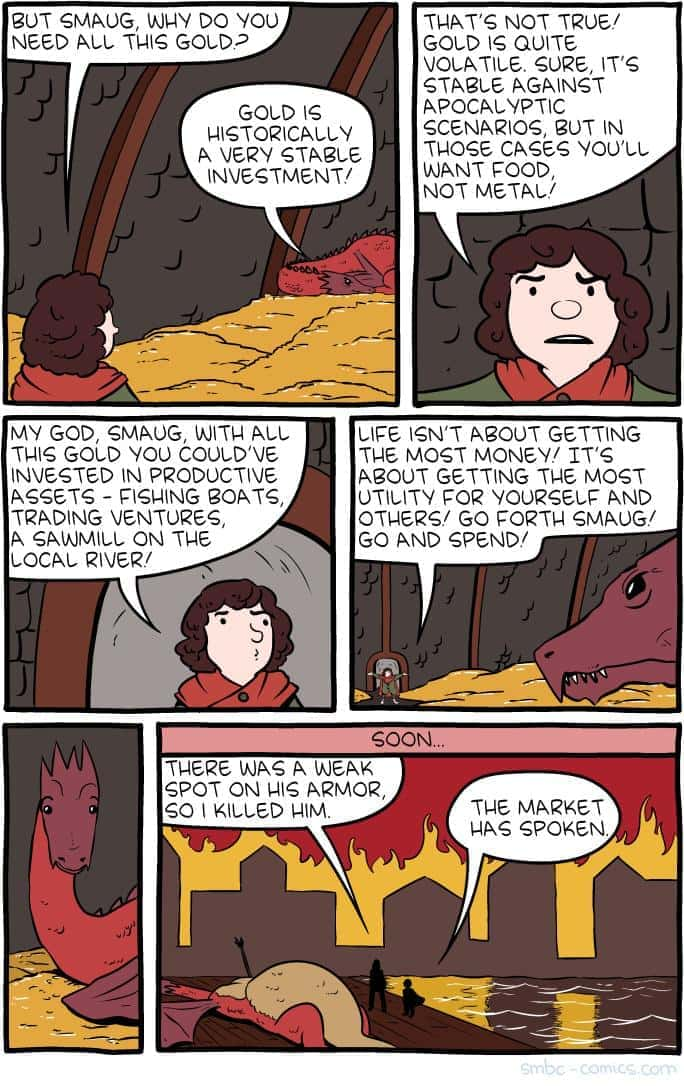 BUT SMAUG, WHY DO YOU
NEED ALL THIS GOLD?
GOLD IS
HISTORICALLY
A VERY STABLE
INVESTMENT!
THAT'S NOT TRUE!
GOLD IS QUITE
VOLATILE. SURE, IT'S
STABLE AGAINST
APOCALYPTIC
SCENARIOS, BUT IN
THOSE CASES YOU'LL
WANT FOOD,
NOT METAL!
MY GOD, SMAUG, WITH ALL
THIS GOLD YOU COULD'VE
INVESTED IN PRODUCTIVE
ASSETS - FISHING BOATS,
TRADING VENTURES,
A SAWMILL ON THE
LOCAL RIVER!
LIFE ISN'T ABOUT GETTING
THE MOST MONEY! IT'S
ABOUT GETTING THE MOST
UTILITY FOR YOURSELF AND
OTHERS! GO FORTH SMAUG!
GO AND SPEND!
SOON...
THERE WAS A WEAK
SPOT ON HIS ARMOR,
SO I KILLED HIM.
THE MARKET
HAS SPOKEN.
smbc-comics.com